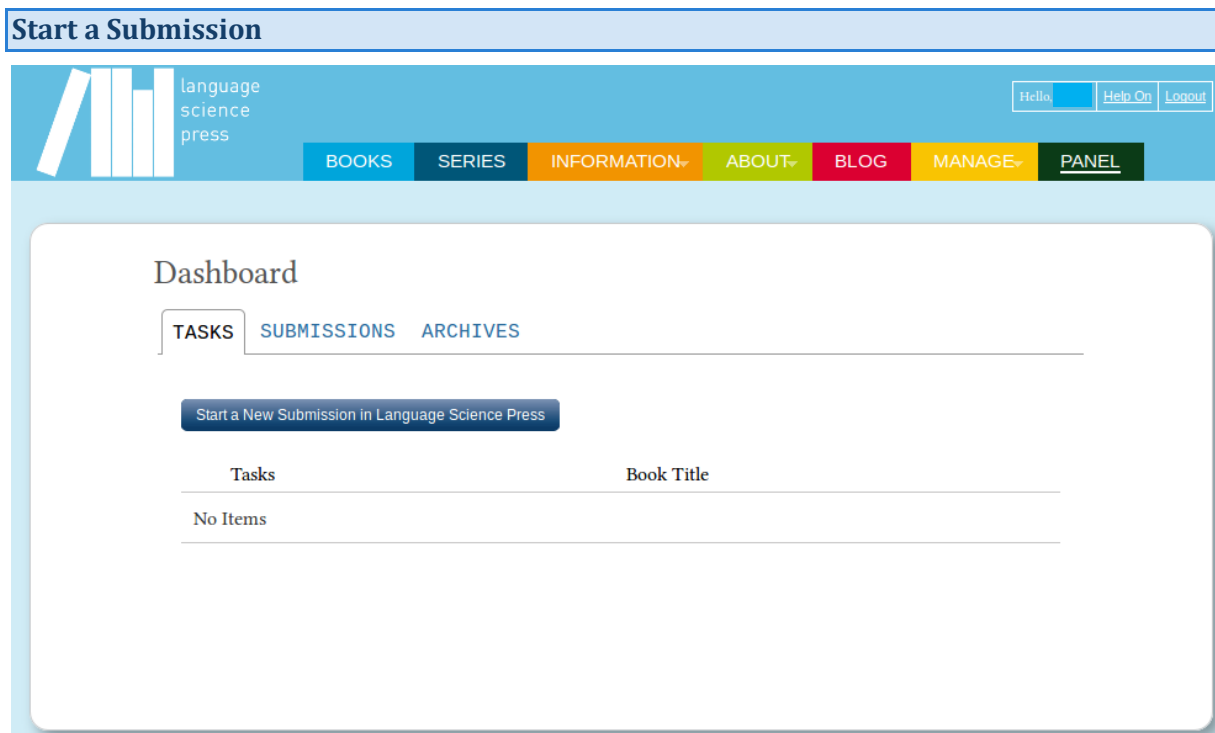 Start a Submission
language
science
press
Hello, Help On Logout
BOOKS SERIES INFORMATION ABOUT BLOG MANAGE PANEL
Dashboard
TASKS SUBMISSIONS ARCHIVES
Start a New Submission in Language Science Press
Tasks Book Title
No Items